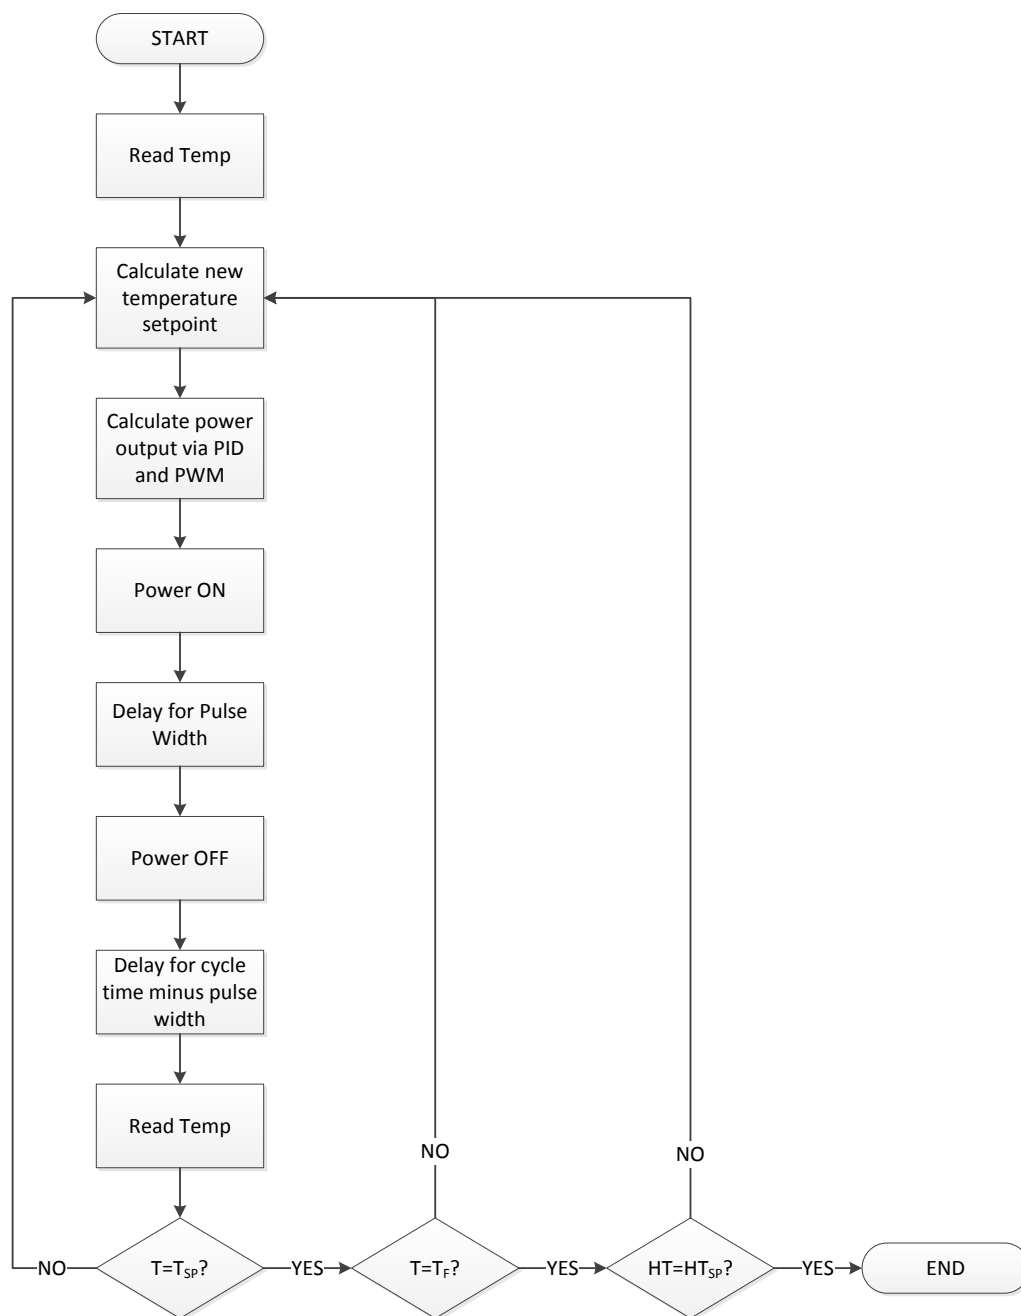 START
Read Temp
Calculate new
temperature
setpoint
Calculate power
output via PID
and PWM
Power ON
Delay for Pulse
Width
Power OFF
Delay for cycle
time minus pulse
width
Read Temp
NO
NO
NO
T=TSP?
YES
T=TF?
YES
HT=HTSP?
YES
END